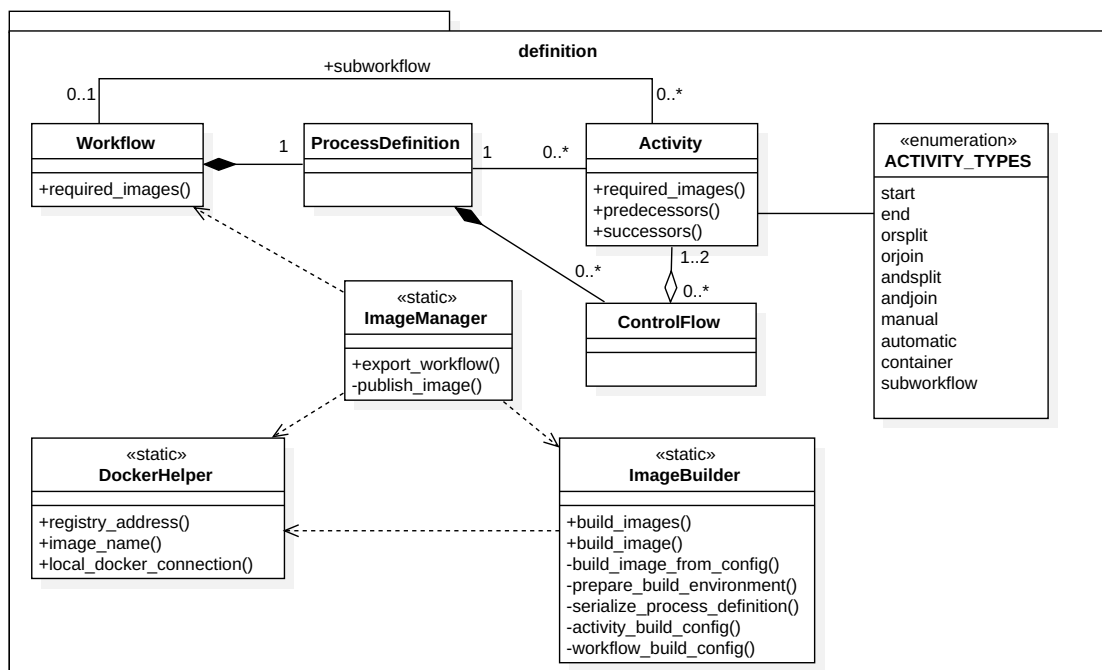 definition
+subworkflow
0..1
0..*
Workflow
+required_images()
1
ProcessDefinition
1
0..*
Activity
+required_images()
+predecessors()
+successors()
«enumeration»
ACTIVITY_TYPES
start
end
orsplit
orjoin
andsplit
andjoin
manual
automatic
container
subworkflow
1..2
0..*
0..*
ControlFlow
«static»
ImageManager
+export_workflow()
-publish_image()
«static»
DockerHelper
+registry_address()
+image_name()
+local_docker_connection()
«static»
ImageBuilder
+build_images()
+build_image()
-build_image_from_config()
-prepare_build_environment()
-serialize_process_definition()
-activity_build_config()
-workflow_build_config()